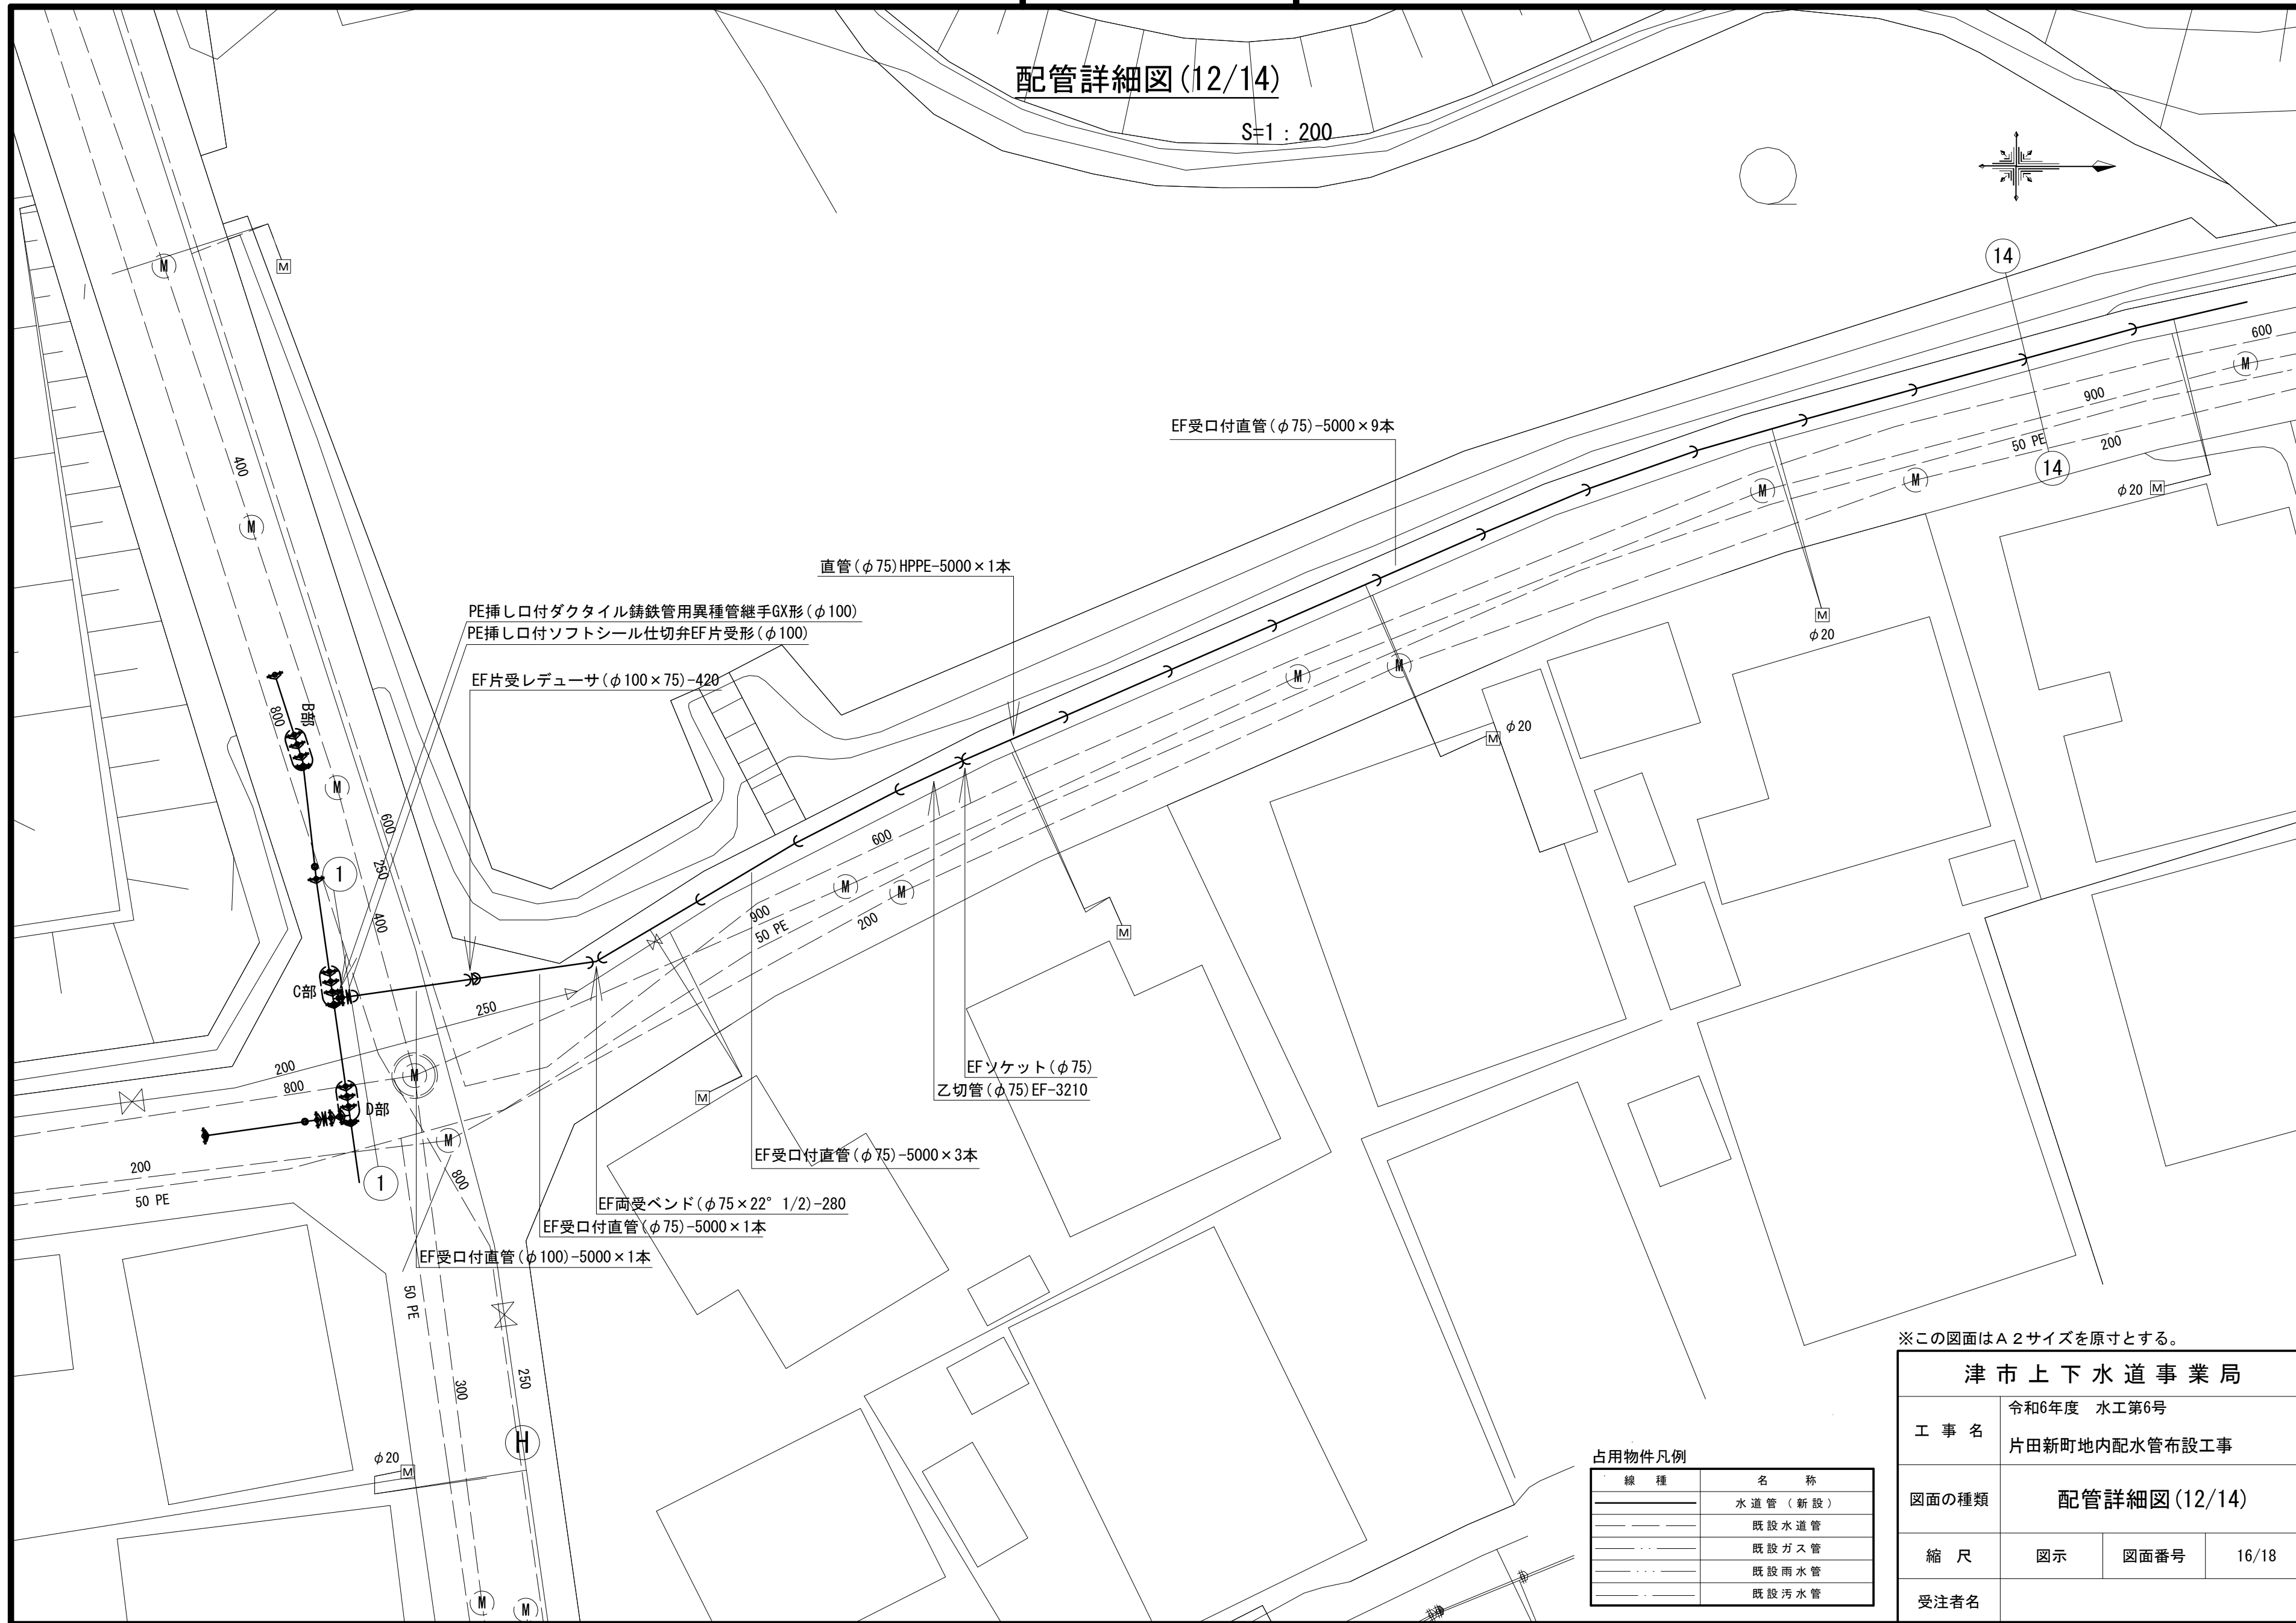 配管詳細図(12/14)
S=1：200
M
M
14
600
M
900
50 PE
200
14
M
M
φ20 M
400
M
EF受口付直管(φ75)-5000×9本
直管(φ75)HPPE-5000×1本
PE挿し口付ダクタイル鋳鉄管用異種管継手GX形(φ100)
PE挿し口付ソフトシール仕切弁EF片受形(φ100)
EF片受レデューサ(φ100×75)-420
M
φ20
M
M
φ20
M
800
B部
M
600
250
1
400
600
M
M
900
50 PE
200
M
C部
250
200
800
M
D部
M
M
EFソケット(φ75)
乙切管(φ75)EF-3210
EF受口付直管(φ75)-5000×3本
200
50 PE
1
800
EF両受ベンド(φ75×22°1/2)-280
EF受口付直管(φ75)-5000×1本
EF受口付直管(φ100)-5000×1本
50 PE
300
250
H
φ20
M
M
M
※この図面はA2サイズを原寸とする。
津市上下水道事業局
工事名
令和6年度　水工第6号
片田新町地内配水管布設工事
図面の種類
配管詳細図(12/14)
縮尺 図示 図面番号 16/18
受注者名
占用物件凡例
線種 名称
水道管（新設）
既設水道管
既設ガス管
既設雨水管
既設汚水管